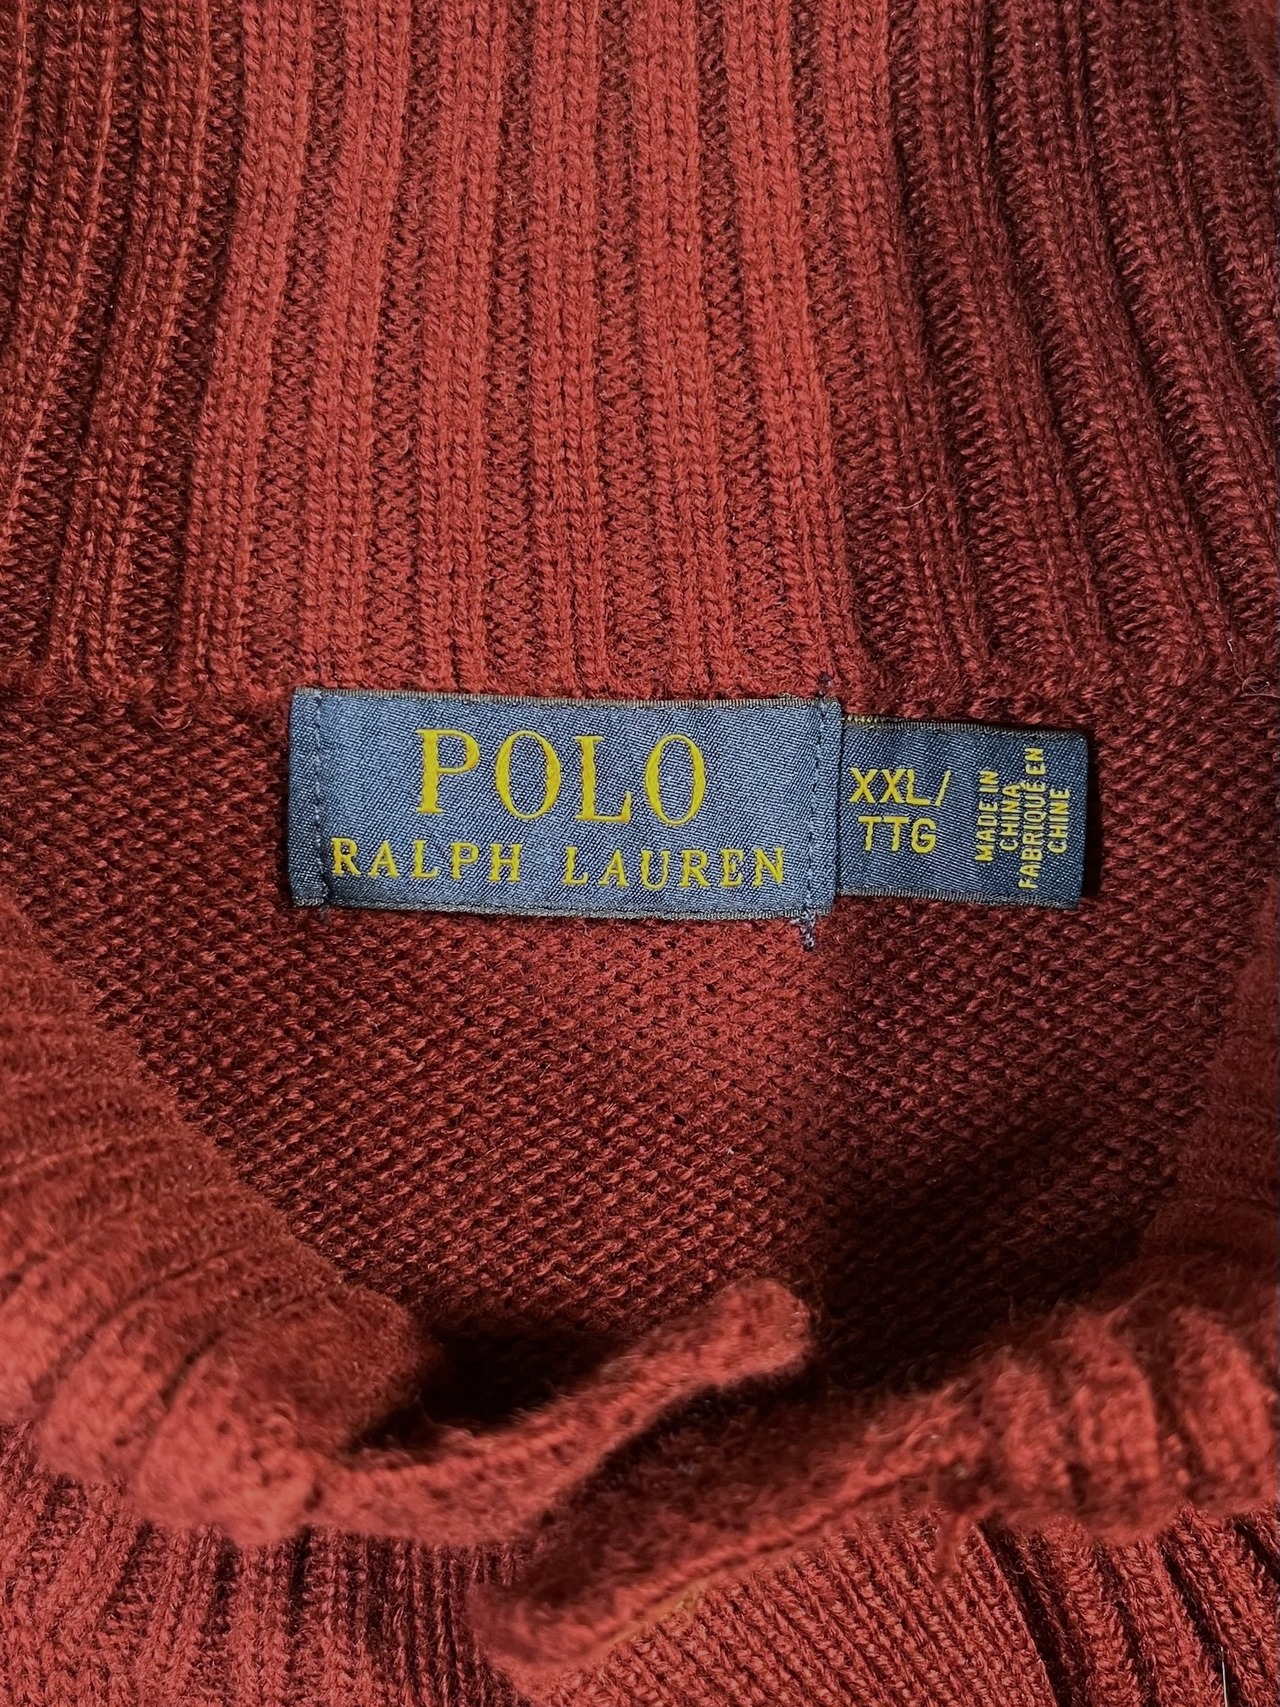 POLO
RALPH LAUREN
XXL/
TTG
MADE IN
CHINA
FABRIQUÉ EN
CHINE